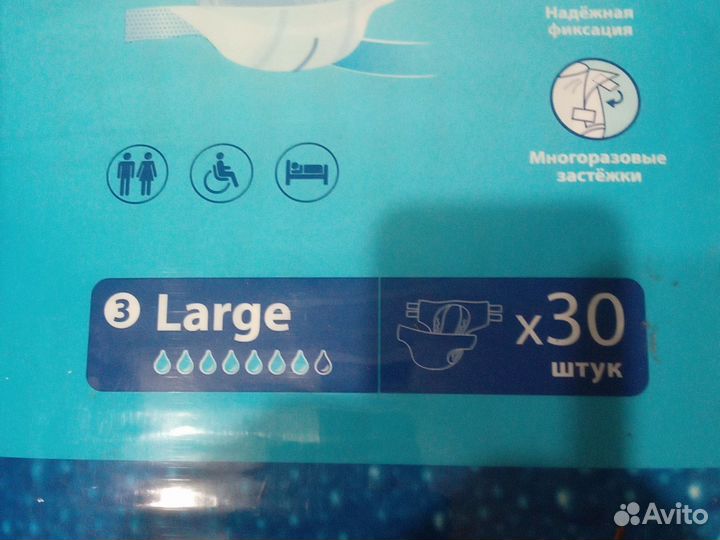 Надёжная
фиксация
Многоразовые
застёжки
3 Large
x30
штук
Avito